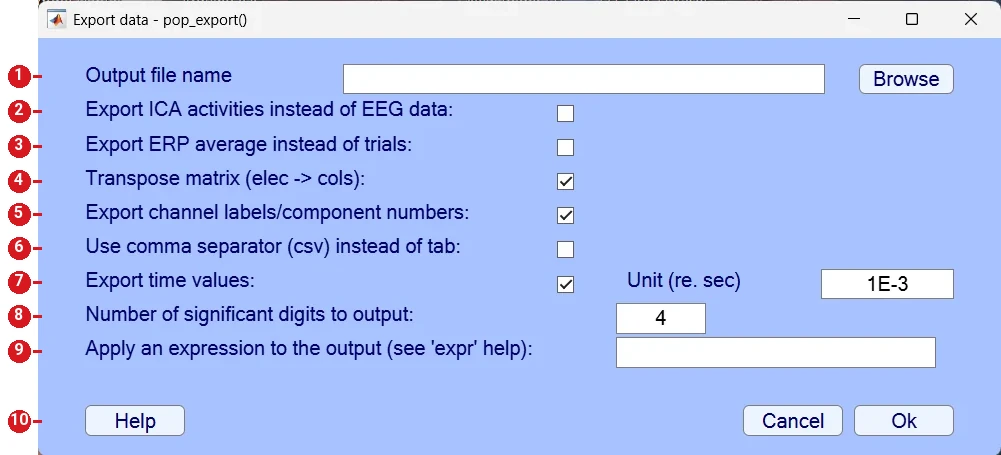 Export data - pop_export()
1 Output file name Browse
2 Export ICA activities instead of EEG data:
3 Export ERP average instead of trials:
4 Transpose matrix (elec -> cols):
5 Export channel labels/component numbers:
6 Use comma separator (csv) instead of tab:
7 Export time values: Unit (re. sec) 1E-3
8 Number of significant digits to output: 4
9 Apply an expression to the output (see 'expr' help):
10 Help Cancel Ok